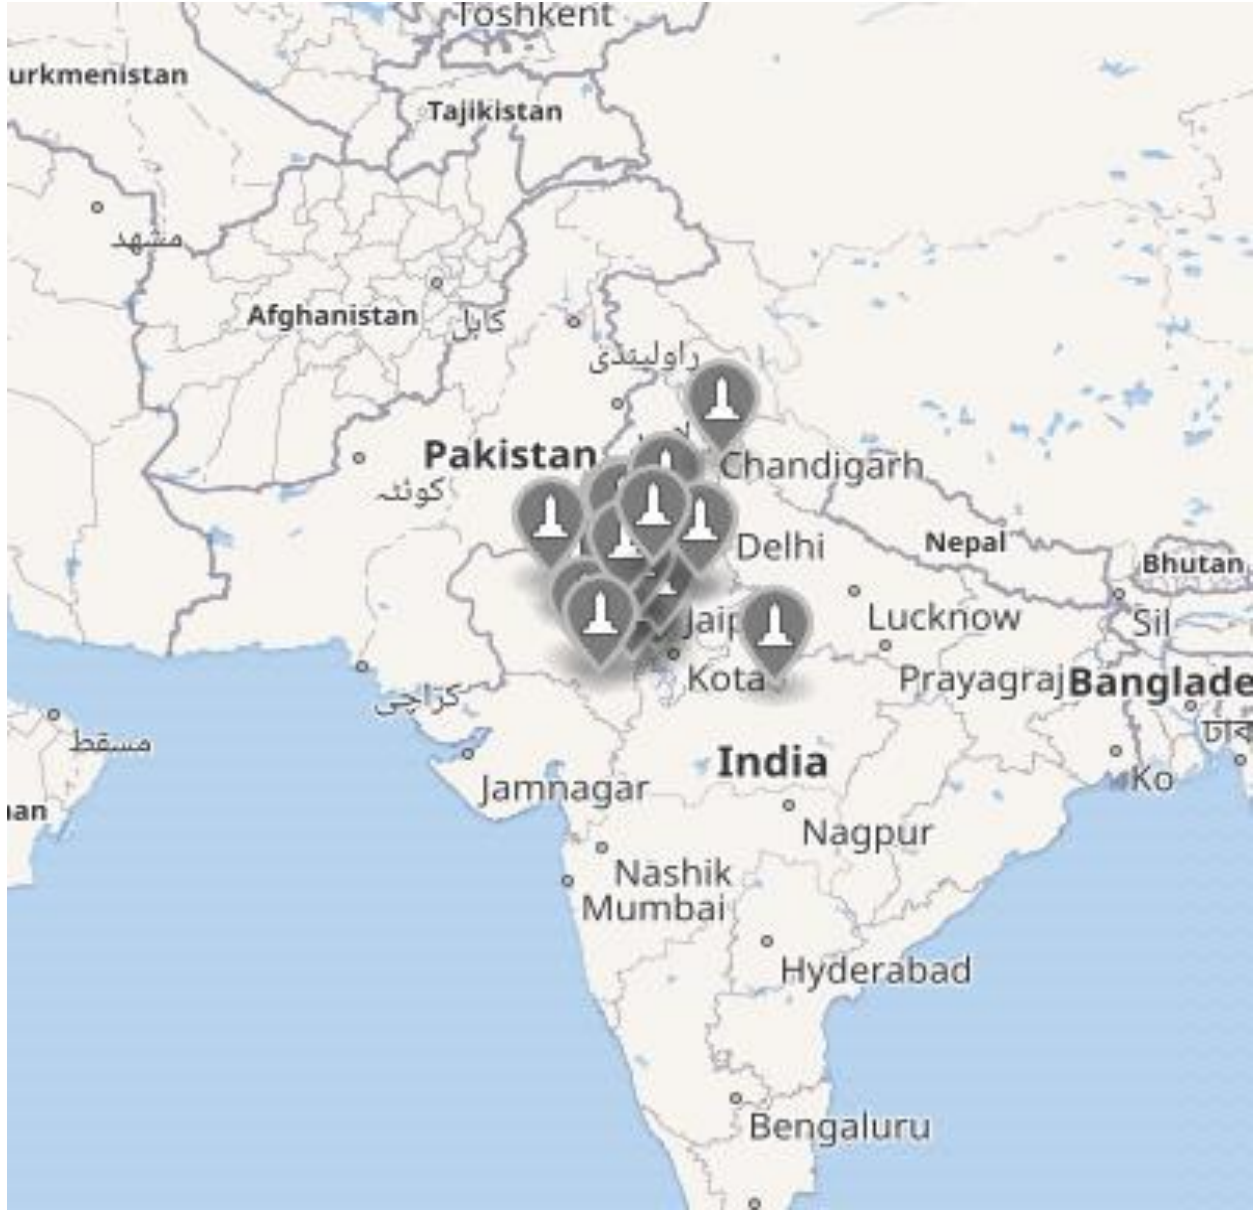 Toshkent
urkmenistan
Tajikistan
مشهد
Afghanistan
کابل
راولپنڈی
Pakistan
Chandigarh
کوئٹہ
Delhi
Nepal
Bhutan
Lucknow
Jaip
Sil
Kota
Prayagraj
Banglade
کراچی
مسقط
India
Jamnagar
Ko
an
Nagpur
Nashik
Mumbai
Hyderabad
Bengaluru